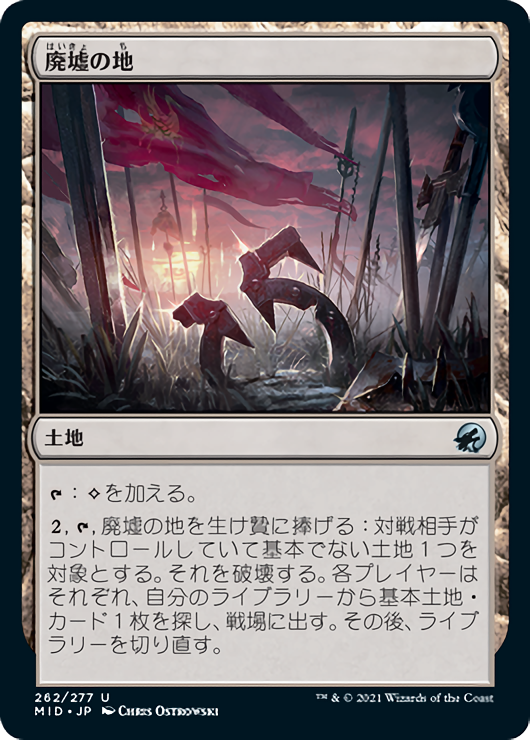 はいきょ ち
廃墟の地
土地
：◇を加える。
2, , 廃墟の地を生け贄に捧げる：対戦相手が
コントロールしていて基本でない土地１つを
対象とする。それを破壊する。各プレイヤーは
それぞれ、自分のライブラリーから基本土地・
カード１枚を探し、戦場に出す。その後、ライブ
ラリーを切り直す。
262/277 U
MID・JP Chris Ostrowski
™ & © 2021 Wizards of the Coast